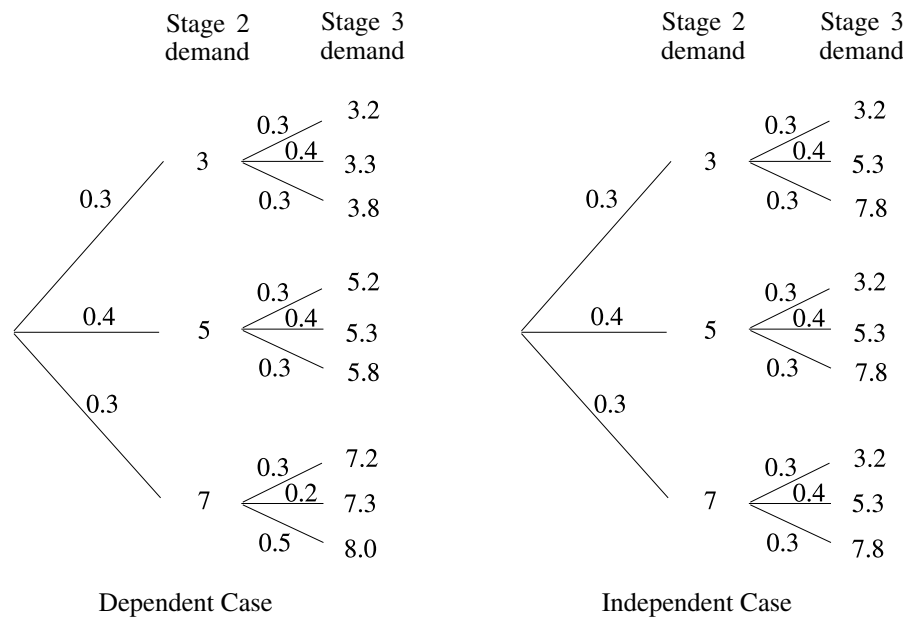 Stage 2 Stage 3 Stage 2 Stage 3
demand demand demand demand
0.3 3.2 0.3 3.2
3 0.4 3.3 3 0.4 5.3
0.3 0.3 3.8 0.3 0.3 7.8
0.3 5.2 0.3 3.2
0.4 5 0.4 5.3 0.4 5 0.4 5.3
0.3 5.8 0.3 7.8
0.3 0.3
0.3 7.2 0.3 3.2
7 0.2 7.3 7 0.4 5.3
0.5 8.0 0.3 7.8
Dependent Case Independent Case